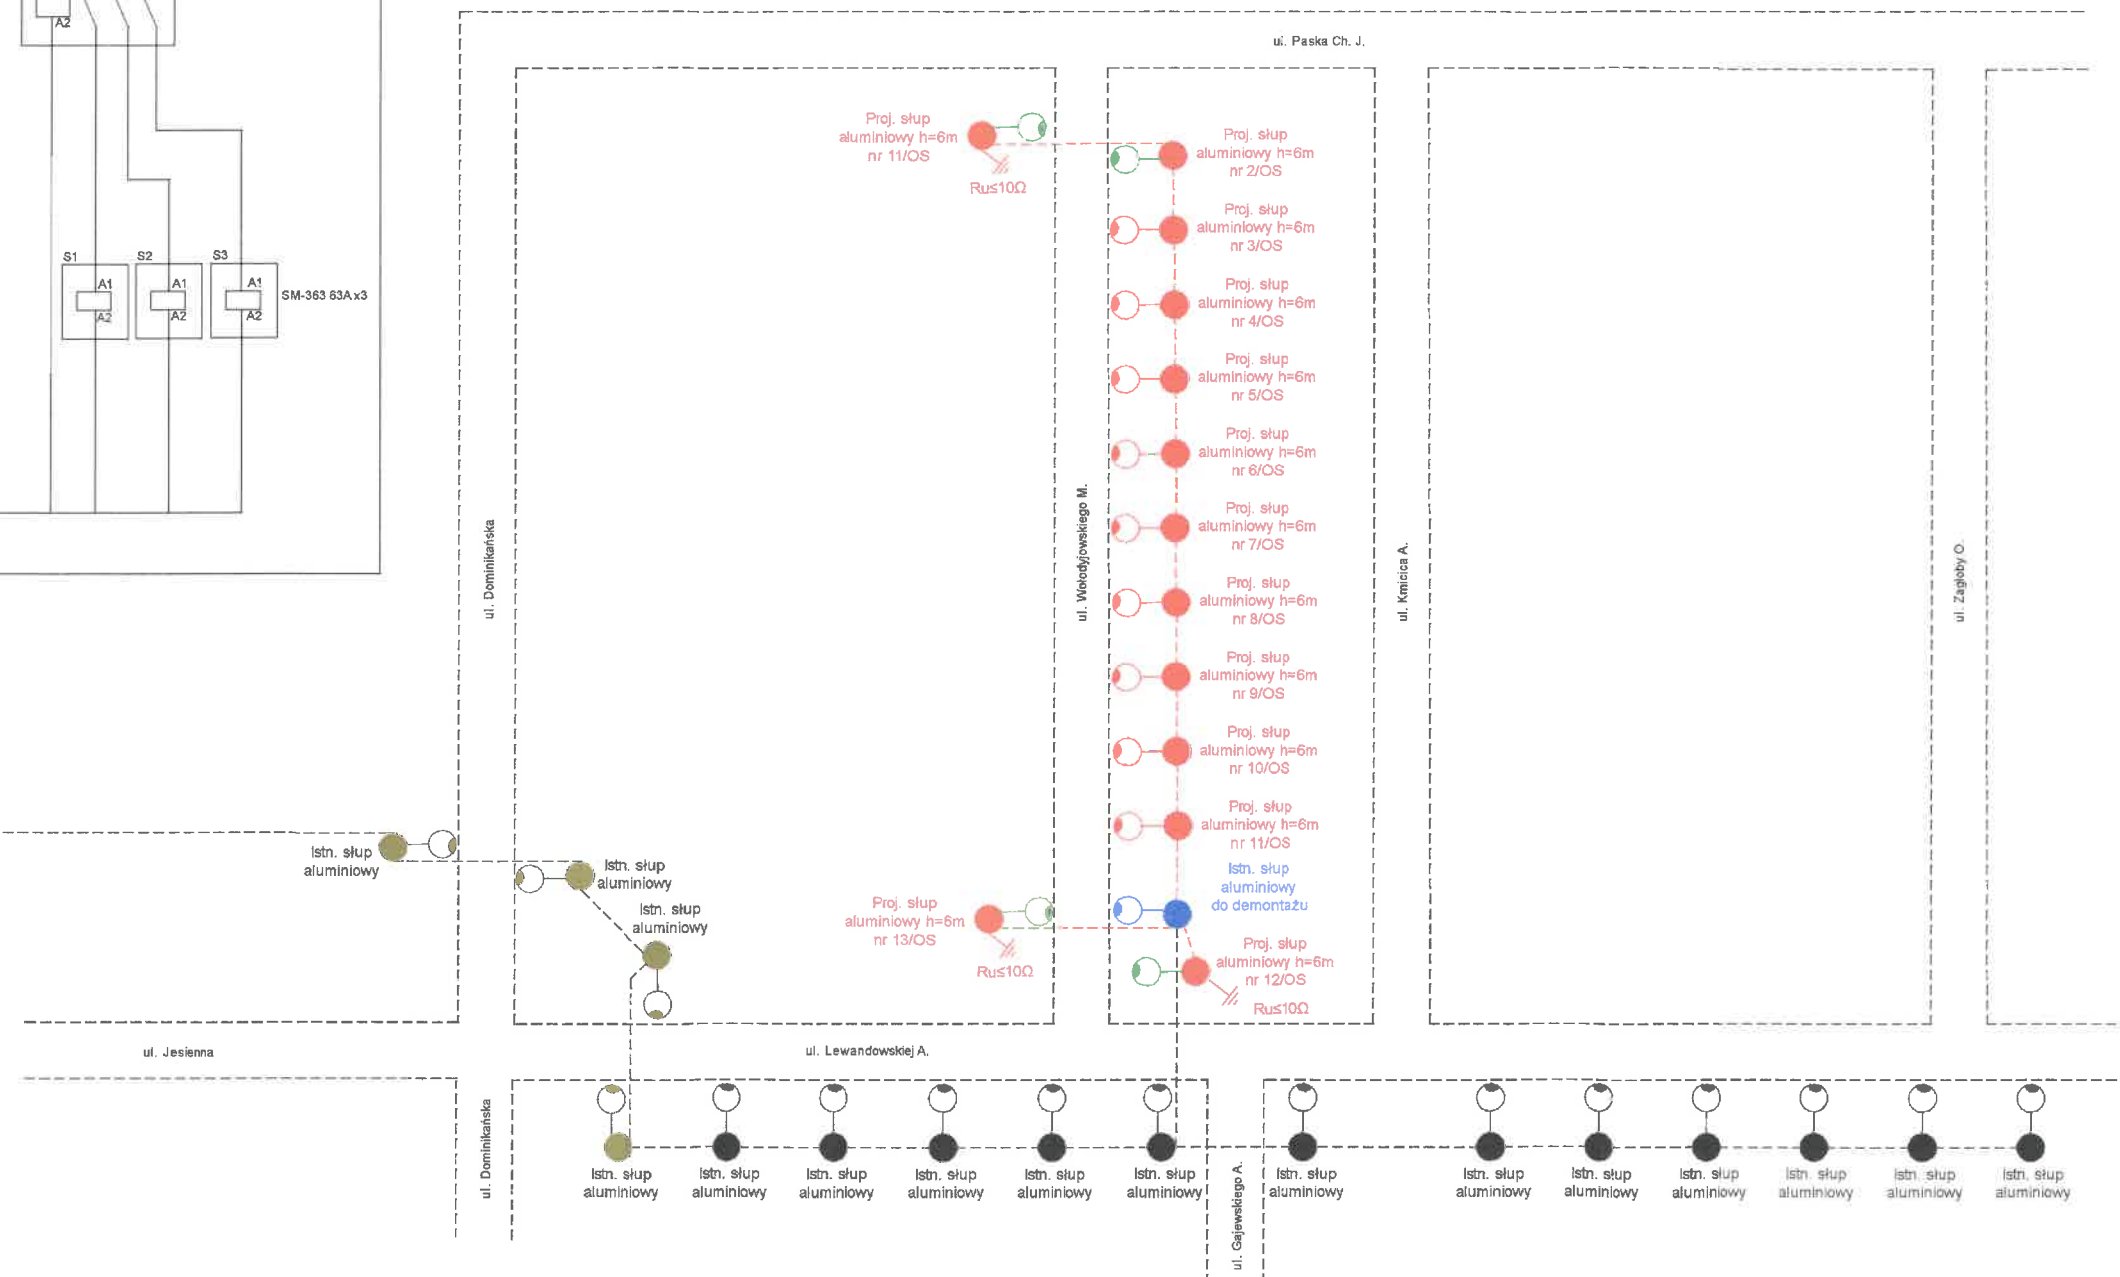 A2
S1
A1
A2
S2
A1
A2
S3
A1
A2
SM-363 63A x3
ul. Paska Ch. J.
Proj. słup
aluminiowy h=6m
nr 11/OS
Ru≤10Ω
Proj. słup
aluminiowy h=6m
nr 2/OS
Proj. słup
aluminiowy h=6m
nr 3/OS
Proj. słup
aluminiowy h=6m
nr 4/OS
Proj. słup
aluminiowy h=6m
nr 5/OS
Proj. słup
aluminiowy h=6m
nr 6/OS
Proj. słup
aluminiowy h=6m
nr 7/OS
Proj. słup
aluminiowy h=6m
nr 8/OS
Proj. słup
aluminiowy h=6m
nr 9/OS
Proj. słup
aluminiowy h=6m
nr 10/OS
Proj. słup
aluminiowy h=6m
nr 11/OS
Istn. słup
aluminiowy
do demontażu
Proj. słup
aluminiowy h=6m
nr 12/OS
Ru≤10Ω
Proj. słup
aluminiowy h=6m
nr 13/OS
Ru≤10Ω
ul. Dominikańska
ul. Wołodyjowskiego M.
ul. Kmicica A.
ul. Zagłoby O.
Istn. słup
aluminiowy
Istn. słup
aluminiowy
Istn. słup
aluminiowy
ul. Jesienna
ul. Lewandowskiej A.
ul. Dominikańska
ul. Gajewskiego A.
Istn. słup
aluminiowy
Istn. słup
aluminiowy
Istn. słup
aluminiowy
Istn. słup
aluminiowy
Istn. słup
aluminiowy
Istn. słup
aluminiowy
Istn. słup
aluminiowy
Istn. słup
aluminiowy
Istn. słup
aluminiowy
Istn. słup
aluminiowy
Istn. słup
aluminiowy
Istn. słup
aluminiowy
Istn. słup
aluminiowy